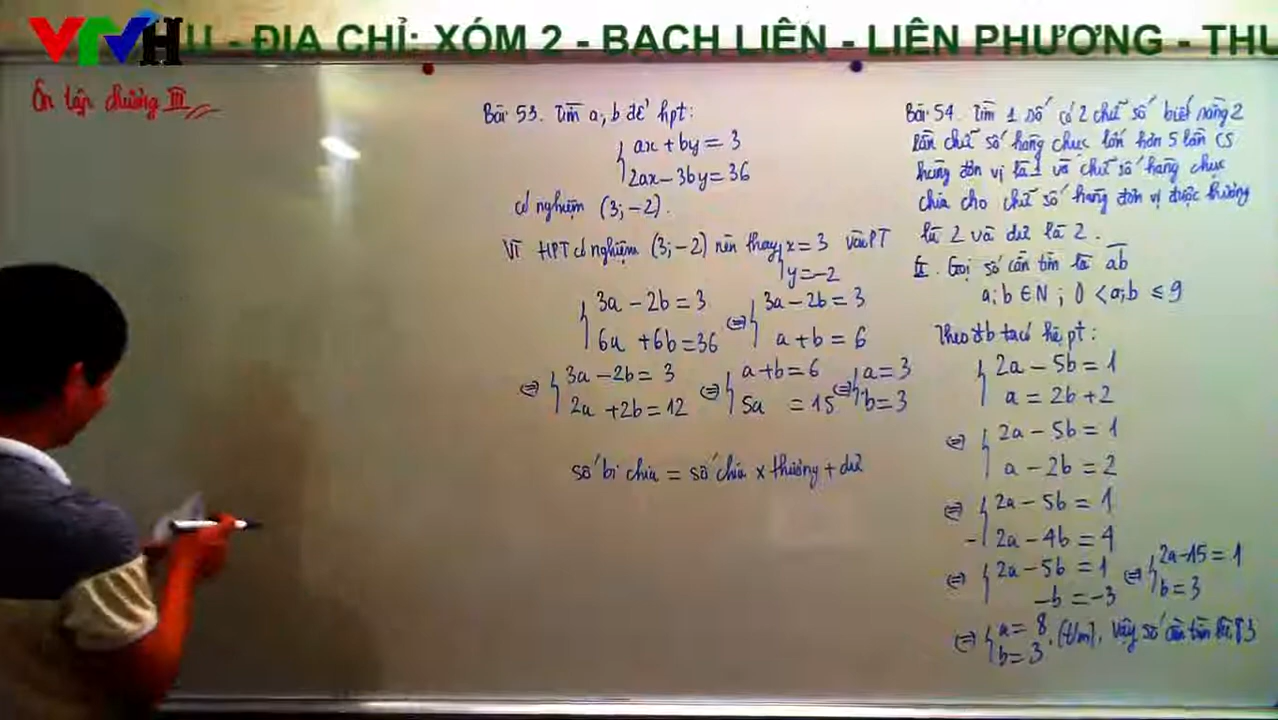 VTVH
U - ĐỊA CHỈ: XÓM 2 - BẠCH LIÊN - LIÊN PHƯƠNG - THU
Ôn tập chương III
Bài 53. Tìm a, b để hpt:
ax + by = 3
2ax - 3by = 36
có nghiệm (3; -2).
Vì HPT có nghiệm (3; -2) nên thay x = 3 vào PT
y = -2
3a - 2b = 3 ⇔ 3a - 2b = 3
6a + 6b = 36 a + b = 6
⇔ 3a - 2b = 3 ⇔ a + b = 6 ⇔ a = 3
2a + 2b = 12 5a = 15 b = 3
Số bị chia = số chia x thương + dư
Bài 54. Tìm 1 số có 2 chữ số biết rằng 2
lần chữ số hàng chục lớn hơn 5 lần CS
hàng đơn vị là 1 và chữ số hàng chục
chia cho chữ số hàng đơn vị được thương
là 2 và dư là 2.
Gọi số cần tìm là ab
a; b ∈ N ; 0 < a; b ≤ 9
Theo đb ta có hệ pt:
2a - 5b = 1
a = 2b + 2
⇔ 2a - 5b = 1
a - 2b = 2
⇔ 2a - 5b = 1
- 2a - 4b = 4
⇔ 2a - 5b = 1 ⇔ 2a - 15 = 1
-b = -3 b = 3
⇔ a = 8 (t/m). Vậy số cần tìm là 83
b = 3